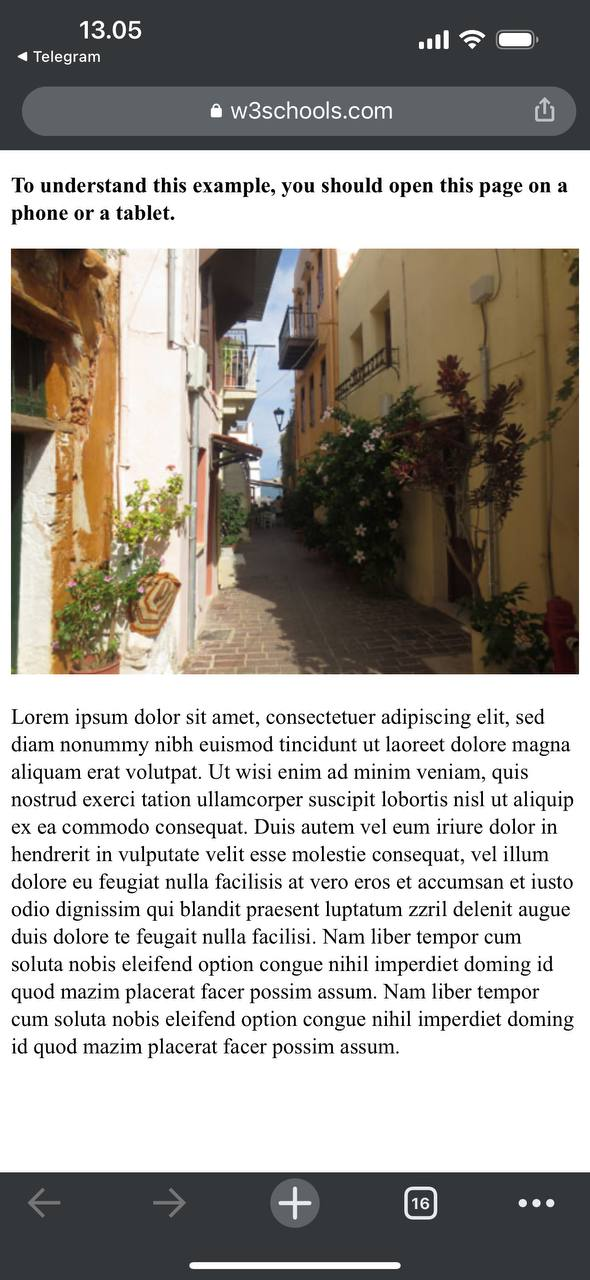 13.05
Telegram
w3schools.com
To understand this example, you should open this page on a
phone or a tablet.
Lorem ipsum dolor sit amet, consectetuer adipiscing elit, sed
diam nonummy nibh euismod tincidunt ut laoreet dolore magna
aliquam erat volutpat. Ut wisi enim ad minim veniam, quis
nostrud exerci tation ullamcorper suscipit lobortis nisl ut aliquip
ex ea commodo consequat. Duis autem vel eum iriure dolor in
hendrerit in vulputate velit esse molestie consequat, vel illum
dolore eu feugiat nulla facilisis at vero eros et accumsan et iusto
odio dignissim qui blandit praesent luptatum zzril delenit augue
duis dolore te feugait nulla facilisi. Nam liber tempor cum
soluta nobis eleifend option congue nihil imperdiet doming id
quod mazim placerat facer possim assum. Nam liber tempor
cum soluta nobis eleifend option congue nihil imperdiet doming
id quod mazim placerat facer possim assum.
16